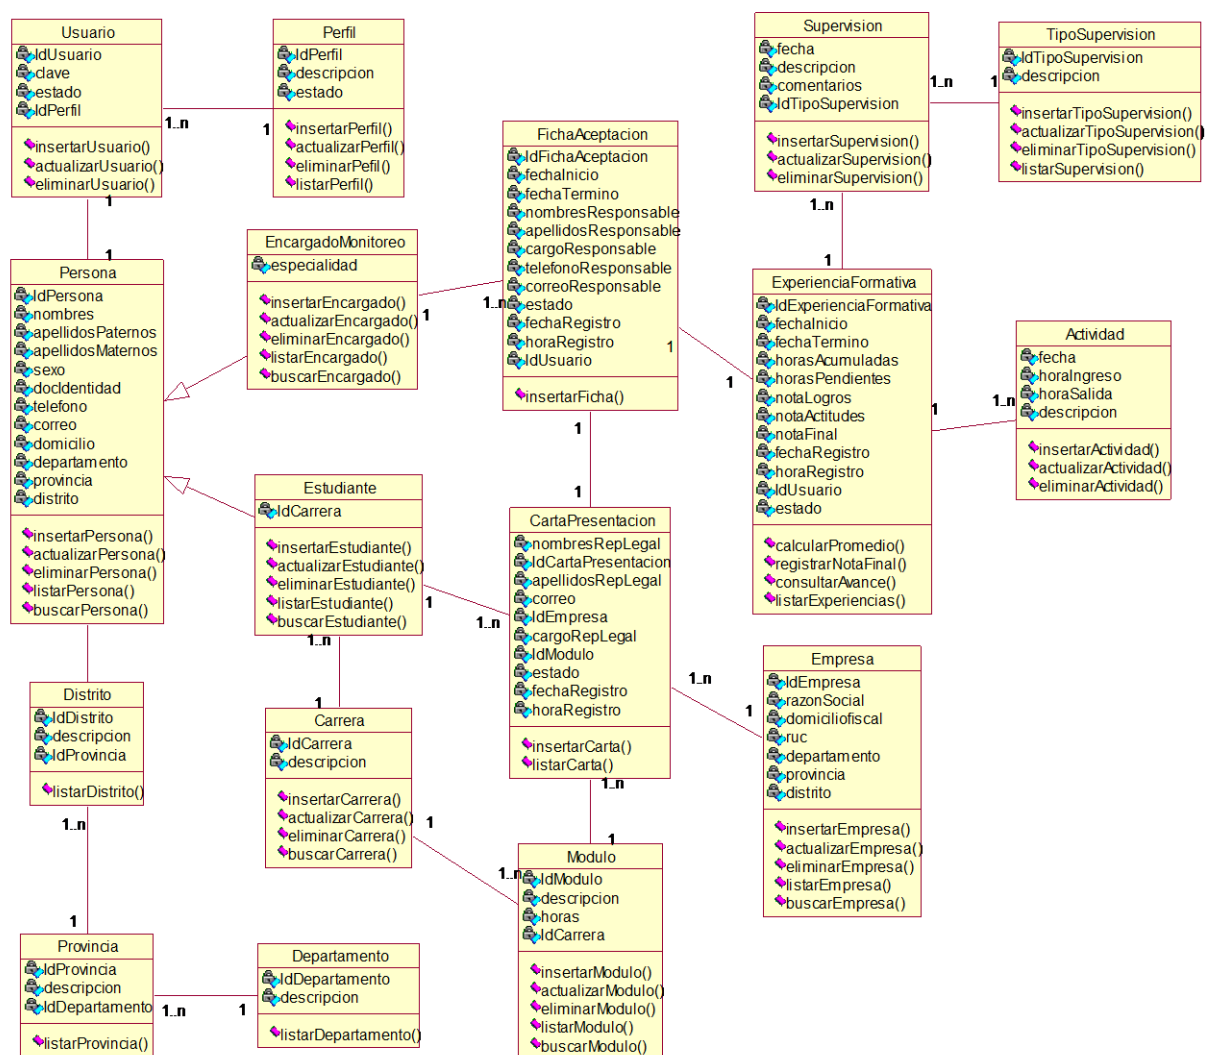 Usuario
IdUsuario
clave
estado
IdPerfil
insertarUsuario()
actualizarUsuario()
eliminarUsuario()
1..n
1
1
1
Perfil
IdPerfil
descripcion
estado
insertarPerfil()
actualizarPerfil()
eliminarPefil()
listarPerfil()
Supervision
fecha
descripcion
comentarios
IdTipoSupervision
insertarSupervision()
actualizarSupervision()
eliminarSupervision()
1..n
1
1..n
1
TipoSupervision
IdTipoSupervision
descripcion
insertarTipoSupervision()
actualizarTipoSupervision()
eliminarTipoSupervision()
listarSupervision()
FichaAceptacion
IdFichaAceptacion
fechaInicio
fechaTermino
nombresResponsable
apellidosResponsable
cargoResponsable
telefonoResponsable
correoResponsable
estado
fechaRegistro
horaRegistro
IdUsuario
insertarFicha()
1..n
1
1
1
1
1
EncargadoMonitoreo
especialidad
insertarEncargado()
actualizarEncargado()
eliminarEncargado()
listarEncargado()
buscarEncargado()
Persona
IdPersona
nombres
apellidosPaternos
apellidosMaternos
sexo
docIdentidad
telefono
correo
domicilio
departamento
provincia
distrito
insertarPersona()
actualizarPersona()
eliminarPersona()
listarPersona()
buscarPersona()
ExperienciaFormativa
IdExperienciaFormativa
fechaInicio
fechaTermino
horasAcumuladas
horasPendientes
notaLogros
notaActitudes
notaFinal
fechaRegistro
horaRegistro
IdUsuario
estado
calcularPromedio()
registrarNotaFinal()
consultarAvance()
listarExperiencias()
1
1..n
Actividad
fecha
horaIngreso
horaSalida
descripcion
insertarActividad()
actualizarActividad()
eliminarActividad()
Estudiante
IdCarrera
insertarEstudiante()
actualizarEstudiante()
eliminarEstudiante()
listarEstudiante()
buscarEstudiante()
1
1..n
1..n
1
CartaPresentacion
nombresRepLegal
IdCartaPresentacion
apellidosRepLegal
correo
IdEmpresa
cargoRepLegal
IdModulo
estado
fechaRegistro
horaRegistro
insertarCarta()
listarCarta()
1..n
1
1..n
1
Empresa
IdEmpresa
razonSocial
domiciliofiscal
ruc
departamento
provincia
distrito
insertarEmpresa()
actualizarEmpresa()
eliminarEmpresa()
listarEmpresa()
buscarEmpresa()
Distrito
IdDistrito
descripcion
IdProvincia
listarDistrito()
1..n
1
Carrera
IdCarrera
descripcion
insertarCarrera()
actualizarCarrera()
eliminarCarrera()
buscarCarrera()
1
1..n
Modulo
IdModulo
descripcion
horas
IdCarrera
insertarModulo()
actualizarModulo()
eliminarModulo()
listarModulo()
buscarModulo()
Provincia
IdProvincia
descripcion
IdDepartamento
listarProvincia()
1..n
1
Departamento
IdDepartamento
descripcion
listarDepartamento()